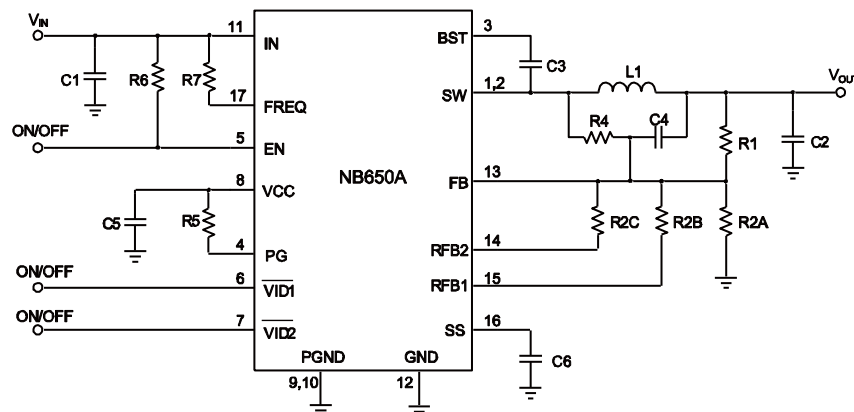 VIN
11
IN
BST
3
C1
R6
R7
C3
L1
17
FREQ
SW
1,2
VOU
ON/OFF
R4
C4
R1
C2
5
EN
NB650A
FB
13
8
VCC
C5
R5
R2C
R2B
R2A
4
PG
RFB2
14
ON/OFF
6
VID1
RFB1
15
ON/OFF
7
VID2
SS
16
PGND
GND
C6
9,10
12